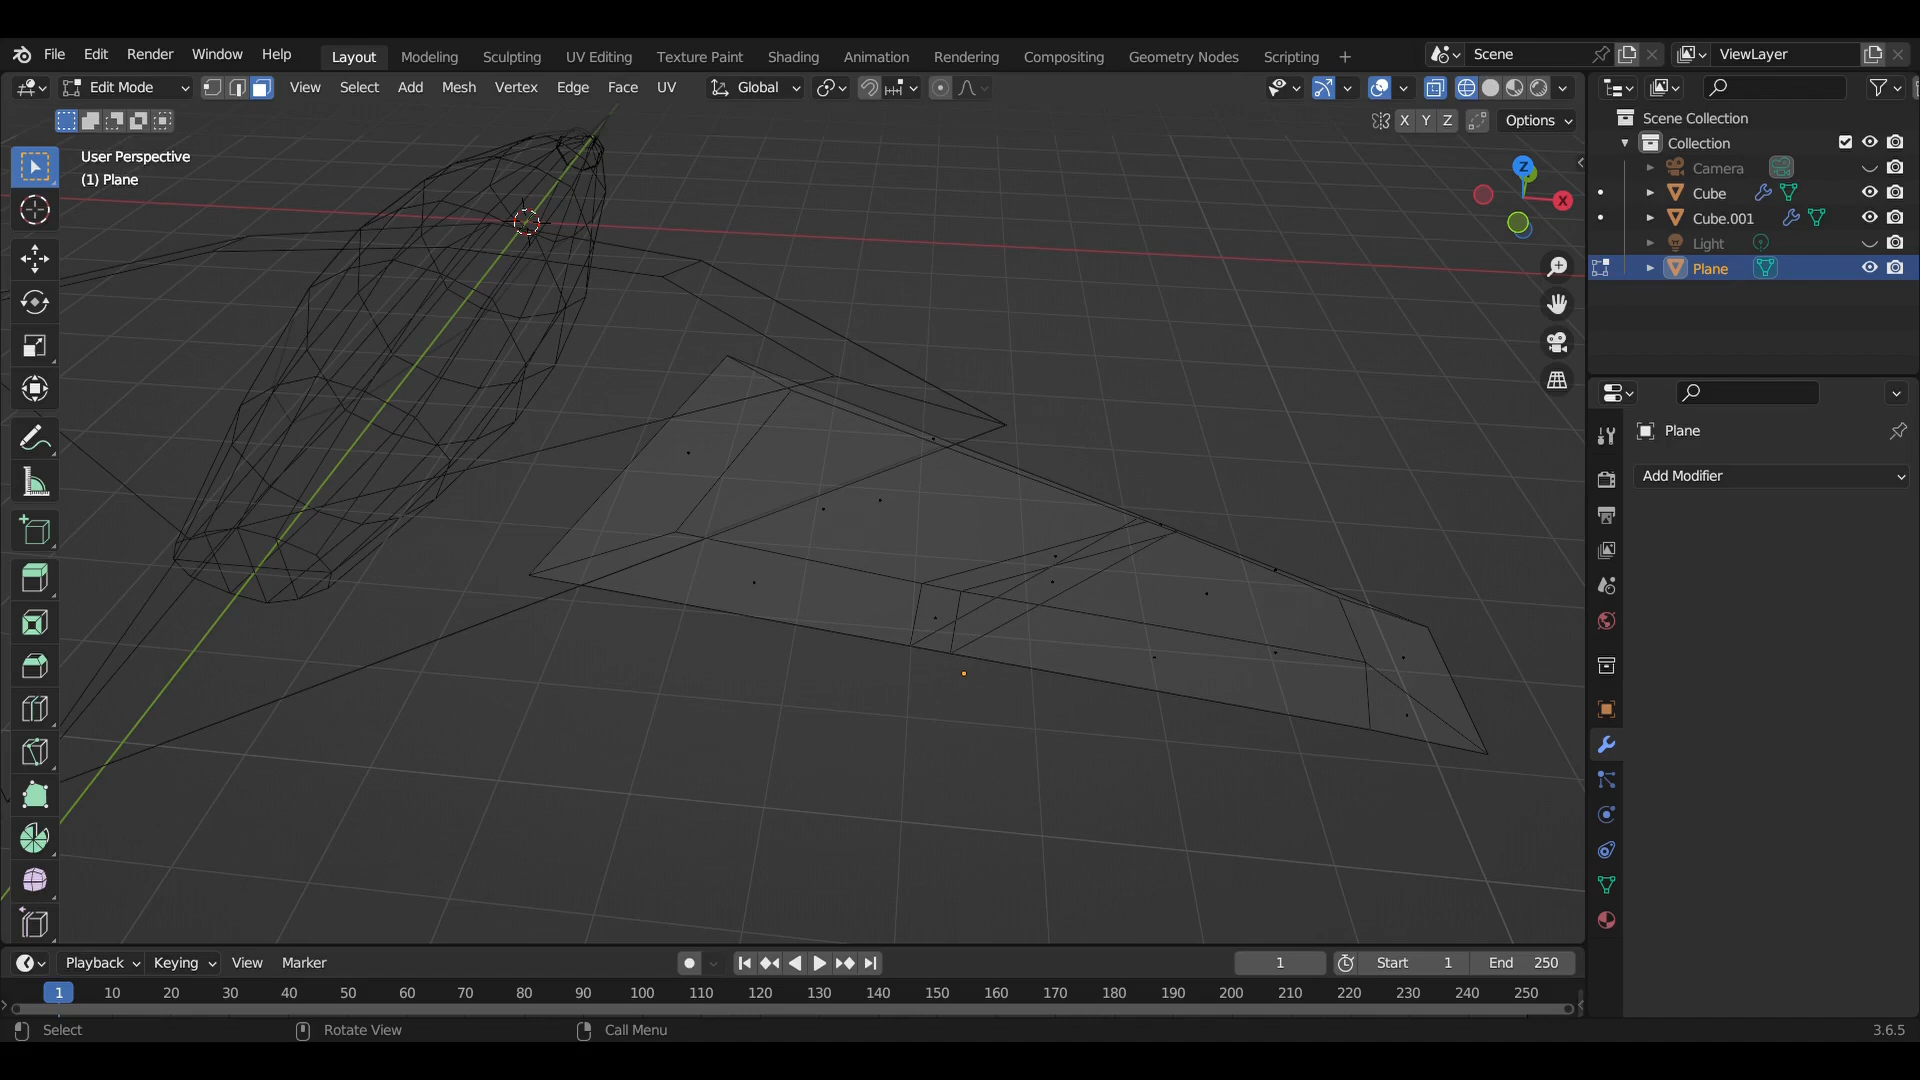 File Edit Render Window Help Layout Modeling Sculpting UV Editing Texture Paint Shading Animation Rendering Compositing Geometry Nodes Scripting + Scene ViewLayer
Edit Mode View Select Add Mesh Vertex Edge Face UV Global
X Y Z Options
User Perspective
(1) Plane
Z
X
Scene Collection
Collection
Camera
Cube
Cube.001
Light
Plane
Plane
Add Modifier
Playback Keying View Marker 1 Start 1 End 250
1 10 20 30 40 50 60 70 80 90 100 110 120 130 140 150 160 170 180 190 200 210 220 230 240 250
Select Rotate View Call Menu 3.6.5